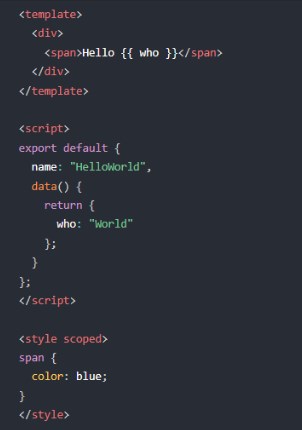 <template>
  <div>
    <span>Hello {{ who }}</span>
  </div>
</template>

<script>
export default {
  name: "HelloWorld",
  data() {
    return {
      who: "World"
    };
  }
};
</script>

<style scoped>
span {
  color: blue;
}
</style>